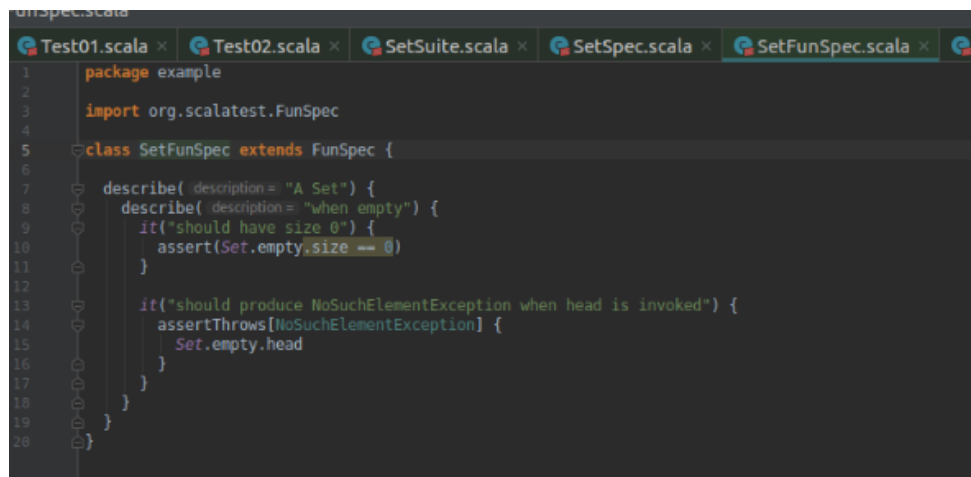 unSpec.scala
Test01.scala × Test02.scala × SetSuite.scala × SetSpec.scala × SetFunSpec.scala ×
1 package example
2
3 import org.scalatest.FunSpec
4
5 class SetFunSpec extends FunSpec {
6
7 describe( description = "A Set") {
8 describe( description = "when empty") {
9 it("should have size 0") {
10 assert(Set.empty.size == 0)
11 }
12
13 it("should produce NoSuchElementException when head is invoked") {
14 assertThrows[NoSuchElementException] {
15 Set.empty.head
16 }
17 }
18 }
19 }
20 }